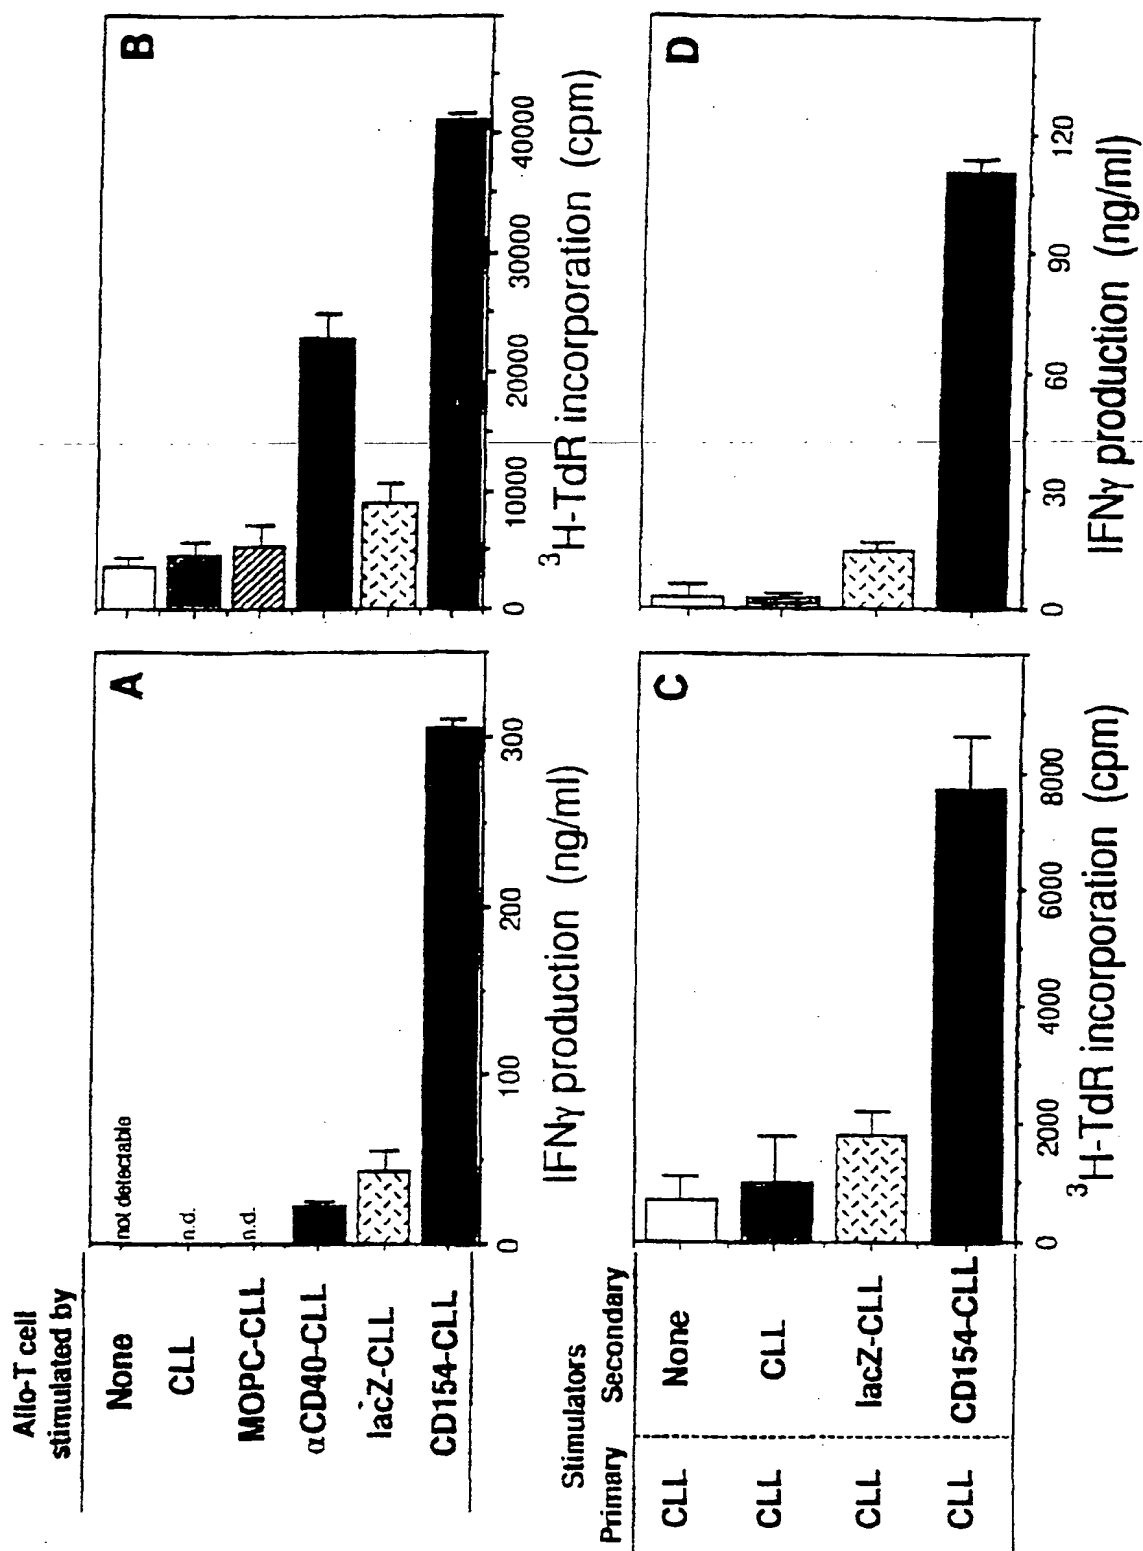 Allo-T cell
stimulated by
None
CLL
MOPC-CLL
αCD40-CLL
lacZ-CLL
CD154-CLL
A
not detectable
n.d.
n.d.
0 100 200 300
IFNγ production (ng/ml)
B
0 10000 20000 30000 40000
³H-TdR incorporation (cpm)
Stimulators
Primary Secondary
CLL None
CLL CLL
CLL lacZ-CLL
CLL CD154-CLL
C
0 2000 4000 6000 8000
³H-TdR incorporation (cpm)
D
0 30 60 90 120
IFNγ production (ng/ml)